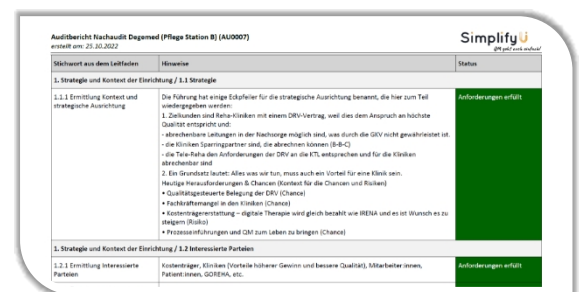 Auditbericht Nachaudit Degemed (Pflege Station B) (AU0007)
erstellt am: 25.10.2022
SimplifyU
QM geht auch einfach!
Stichwort aus dem Leitfaden Hinweise Status
1. Strategie und Kontext der Einrichtung / 1.1 Strategie
1.1.1 Ermittlung Kontext und Die Führung hat einige Eckpfeiler für die strategische Ausrichtung benannt, die hier zum Teil Anforderungen erfüllt
strategische Ausrichtung wiedergegeben werden:
1. Zielkunden sind Reha-Kliniken mit einem DRV-Vertrag, weil dies dem Anspruch an höchste
Qualität entspricht und:
- abrechenbare Leitungen in der Nachsorge möglich sind, was durch die GKV nicht gewährleistet ist.
- die Kliniken Sparringpartner sind, die abrechnen können (B-B-C)
- die Tele-Reha den Anforderungen der DRV an die KTL entsprechen und für die Kliniken
abrechenbar sind
2. Ein Grundsatz lautet: Alles was wir tun, muss auch ein Vorteil für eine Klinik sein.
Heutige Herausforderungen & Chancen (Kontext für die Chancen und Risiken)
• Qualitätsgesteuerte Belegung der DRV (Chance)
• Fachkräftemangel in den Kliniken (Chance)
• Kostenträgererstattung – digitale Therapie wird gleich bezahlt wie IRENA und es ist Wunsch es zu
steigern (Risiko)
• Prozesseinführungen und QM zum Leben zu bringen (Chance)
1. Strategie und Kontext der Einrichtung / 1.2 Interessierte Parteien
1.2.1 Ermittlung Interessierte Kostenträger, Kliniken (Vorteile höherer Gewinn und bessere Qualität), Mitarbeiter:innen, Anforderungen erfüllt
Parteien Patient:innen, GOREHA, etc.